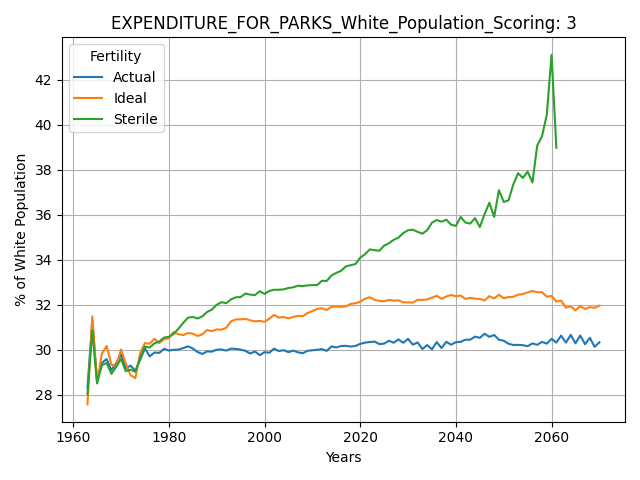 EXPENDITURE_FOR_PARKS_White_Population_Scoring: 3
Fertility
Actual
Ideal
Sterile
% of White Population
42
40
38
36
34
32
30
28
1960 1980 2000 2020 2040 2060
Years